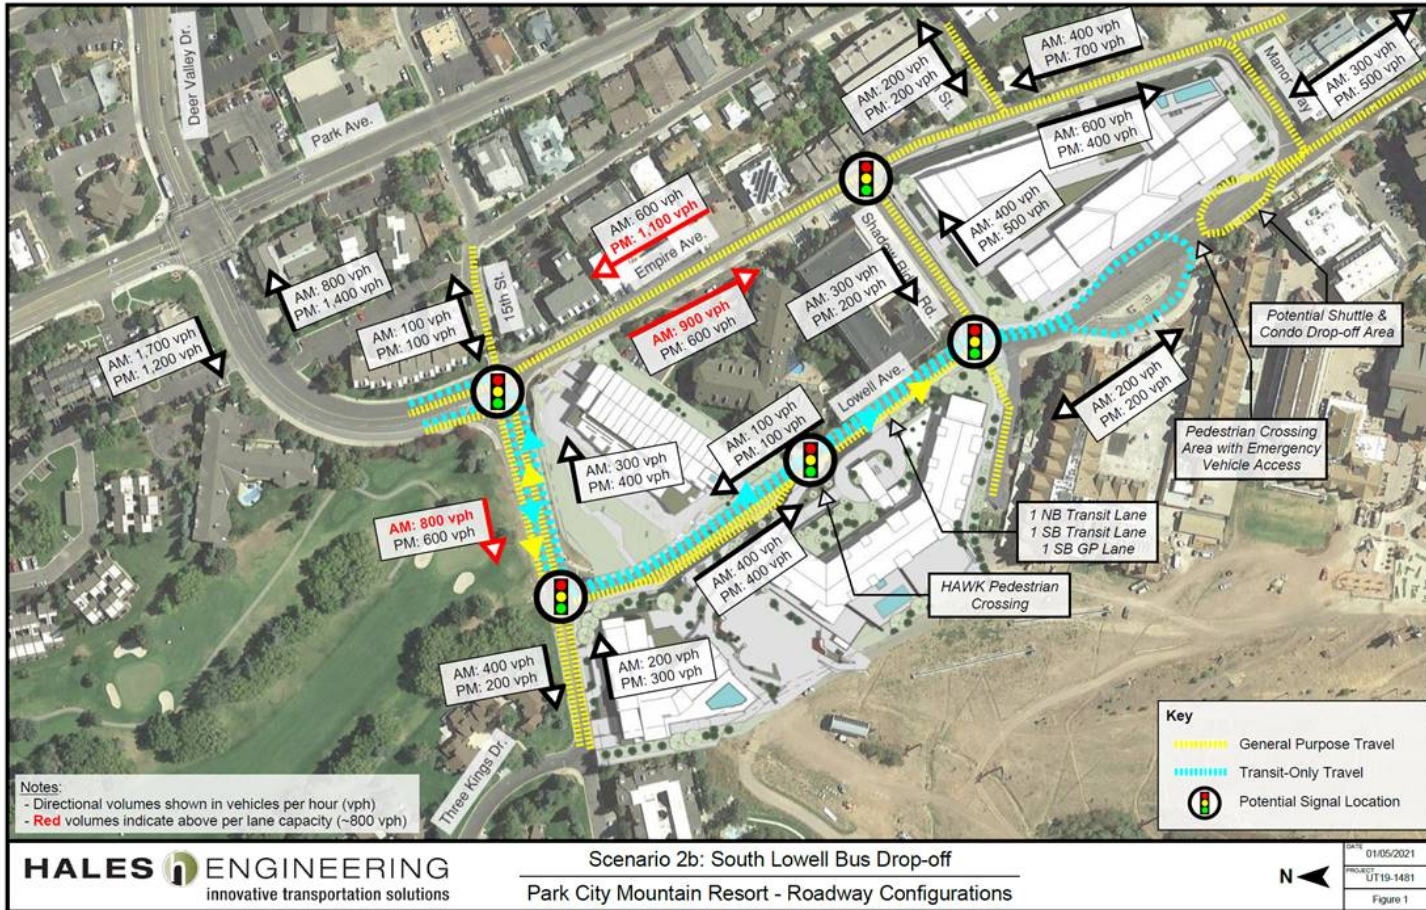 Deer Valley Dr.
Park Ave.
AM: 200 vph
PM: 200 vph
St.
AM: 400 vph
PM: 700 vph
Manor Way
AM: 300 vph
PM: 500 vph
AM: 600 vph
PM: 400 vph
AM: 600 vph
PM: 1,100 vph
Empire Ave.
AM: 400 vph
PM: 500 vph
Shadow Ridge Rd.
AM: 800 vph
PM: 1,400 vph
15th St.
AM: 300 vph
PM: 200 vph
AM: 100 vph
PM: 100 vph
AM: 900 vph
PM: 600 vph
Potential Shuttle &
Condo Drop-off Area
AM: 1,700 vph
PM: 1,200 vph
Lowell Ave.
AM: 200 vph
PM: 200 vph
AM: 100 vph
PM: 100 vph
Pedestrian Crossing
Area with Emergency
Vehicle Access
AM: 300 vph
PM: 400 vph
AM: 800 vph
PM: 600 vph
1 NB Transit Lane
1 SB Transit Lane
1 SB GP Lane
AM: 400 vph
PM: 400 vph
HAWK Pedestrian
Crossing
AM: 400 vph
PM: 200 vph
AM: 200 vph
PM: 300 vph
Three Kings Dr.
Key
General Purpose Travel
Transit-Only Travel
Potential Signal Location
Notes:
- Directional volumes shown in vehicles per hour (vph)
- Red volumes indicate above per lane capacity (~800 vph)
HALES h ENGINEERING
innovative transportation solutions
Scenario 2b: South Lowell Bus Drop-off
Park City Mountain Resort - Roadway Configurations
N
DATE
01/05/2021
PROJECT
UT19-1481
Figure 1